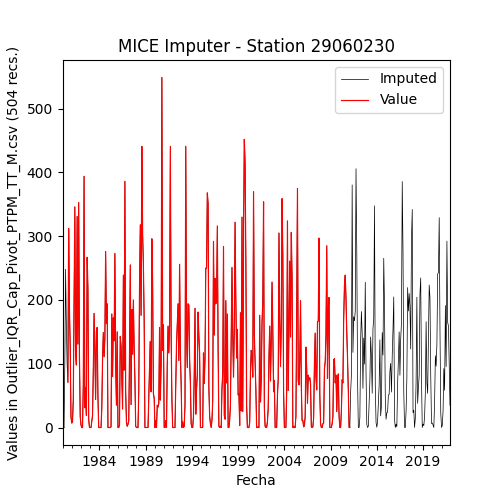 MICE Imputer - Station 29060230
Imputed
Value
Values in Outlier_IQR_Cap_Pivot_PTPM_TT_M.csv (504 recs.)
500
400
300
200
100
0
1984 1989 1994 1999 2004 2009 2014 2019
Fecha